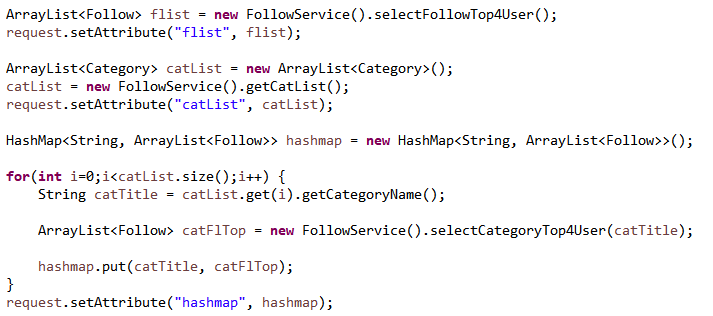 ArrayList<Follow> flist = new FollowService().selectFollowTop4User();
request.setAttribute("flist", flist);
ArrayList<Category> catList = new ArrayList<Category>();
catList = new FollowService().getCatList();
request.setAttribute("catList", catList);
HashMap<String, ArrayList<Follow>> hashmap = new HashMap<String, ArrayList<Follow>>();
for(int i=0;i<catList.size();i++) {
    String catTitle = catList.get(i).getCategoryName();
    ArrayList<Follow> catFlTop = new FollowService().selectCategoryTop4User(catTitle);
    hashmap.put(catTitle, catFlTop);
}
request.setAttribute("hashmap", hashmap);